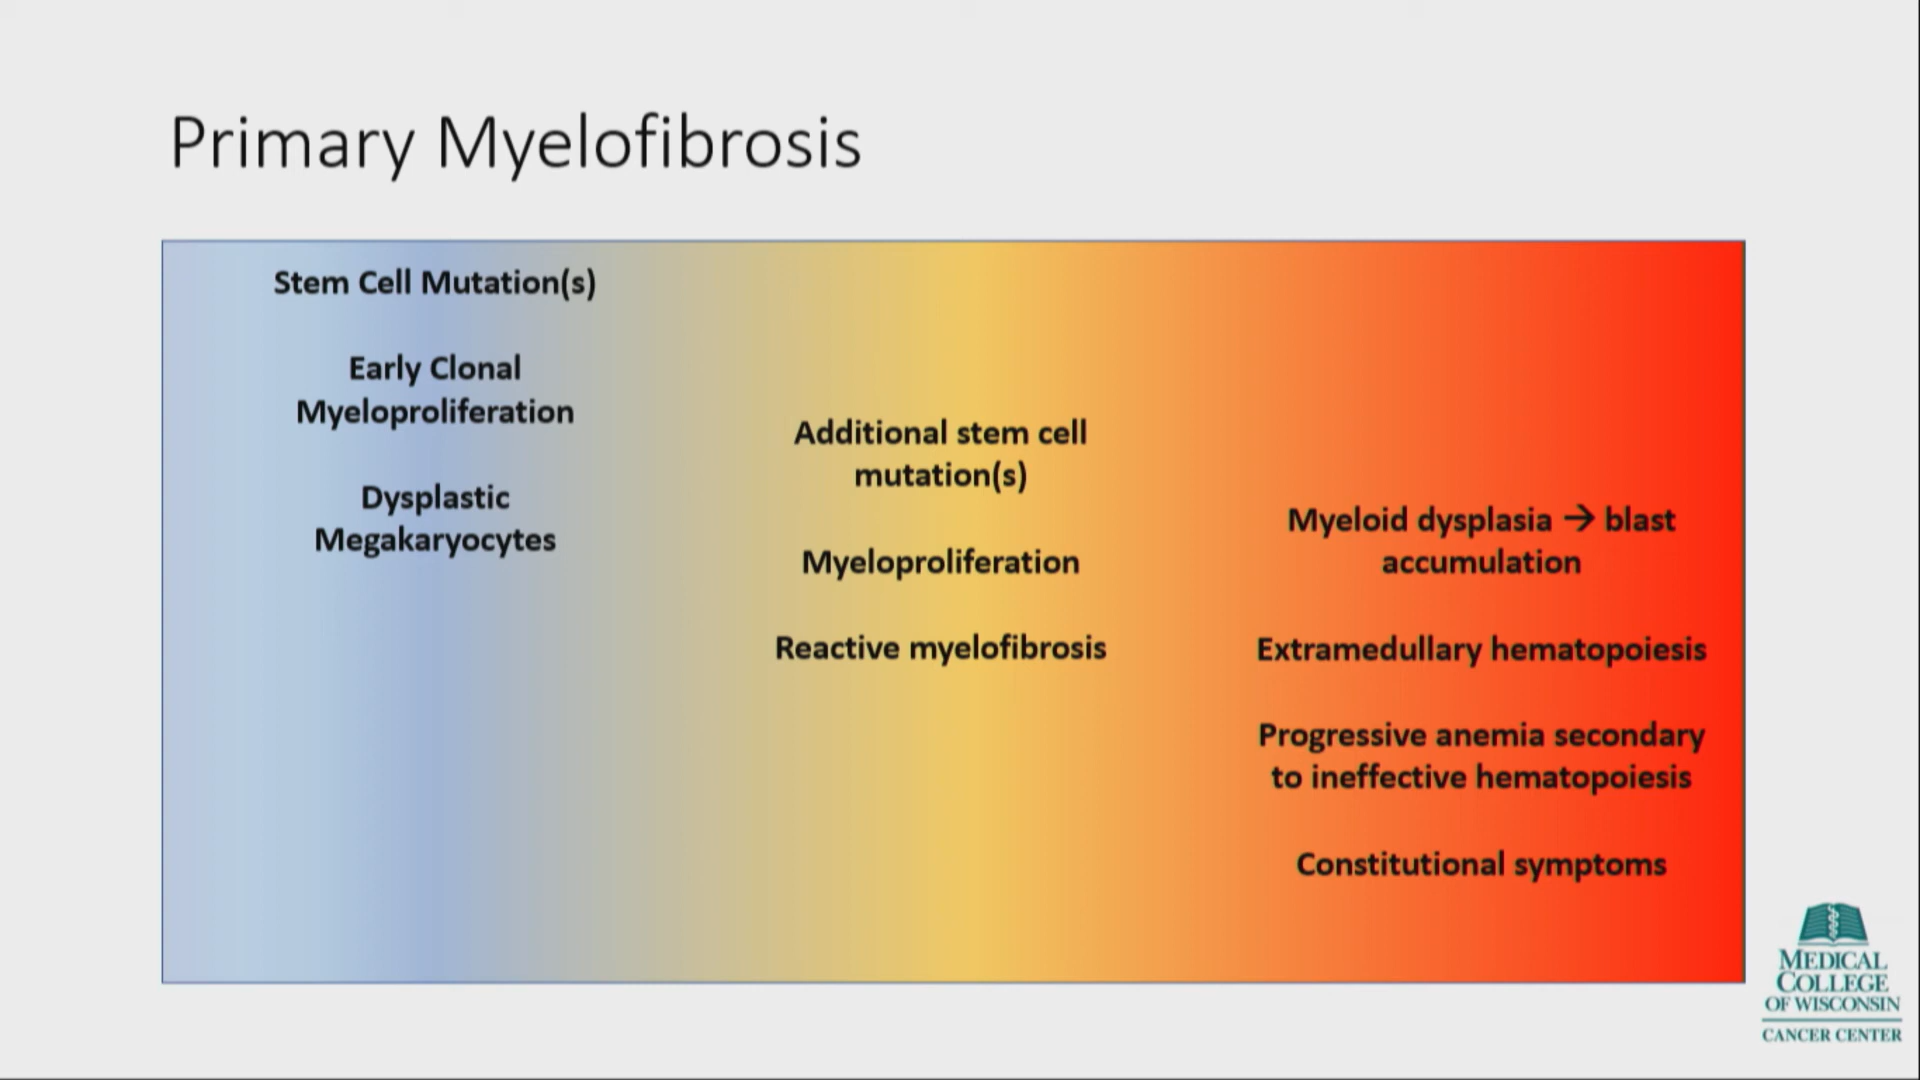 Primary Myelofibrosis
Stem Cell Mutation(s)
Early Clonal
Myeloproliferation
Dysplastic
Megakaryocytes
Additional stem cell
mutation(s)
Myeloproliferation
Reactive myelofibrosis
Myeloid dysplasia → blast
accumulation
Extramedullary hematopoiesis
Progressive anemia secondary
to ineffective hematopoiesis
Constitutional symptoms
MEDICAL
COLLEGE
OF WISCONSIN
CANCER CENTER